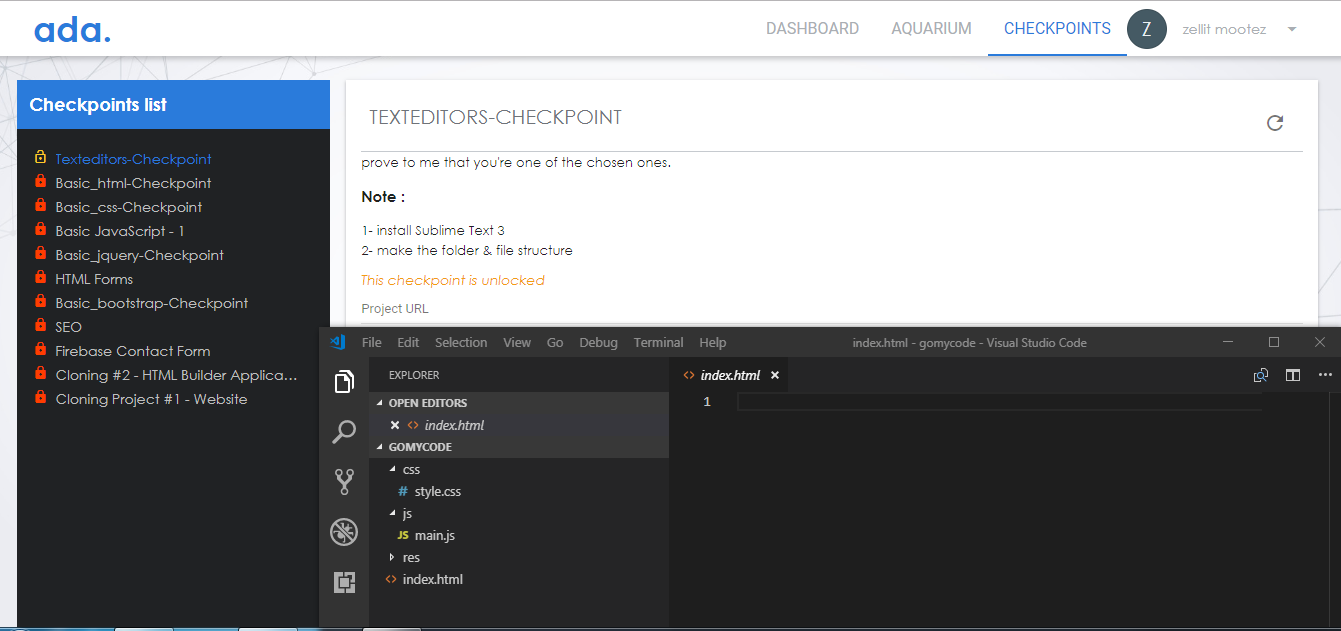 ada.
DASHBOARD AQUARIUM CHECKPOINTS Z zellit mootez
Checkpoints list
Texteditors-Checkpoint
Basic_html-Checkpoint
Basic_css-Checkpoint
Basic JavaScript - 1
Basic_jquery-Checkpoint
HTML Forms
Basic_bootstrap-Checkpoint
SEO
Firebase Contact Form
Cloning #2 - HTML Builder Applica...
Cloning Project #1 - Website
TEXTEDITORS-CHECKPOINT
prove to me that you're one of the chosen ones.
Note :
1- install Sublime Text 3
2- make the folder & file structure
This checkpoint is unlocked
Project URL
File Edit Selection View Go Debug Terminal Help index.html - gomycode - Visual Studio Code
EXPLORER
OPEN EDITORS
index.html
GOMYCODE
css
# style.css
js
JS main.js
res
<> index.html
<> index.html
1